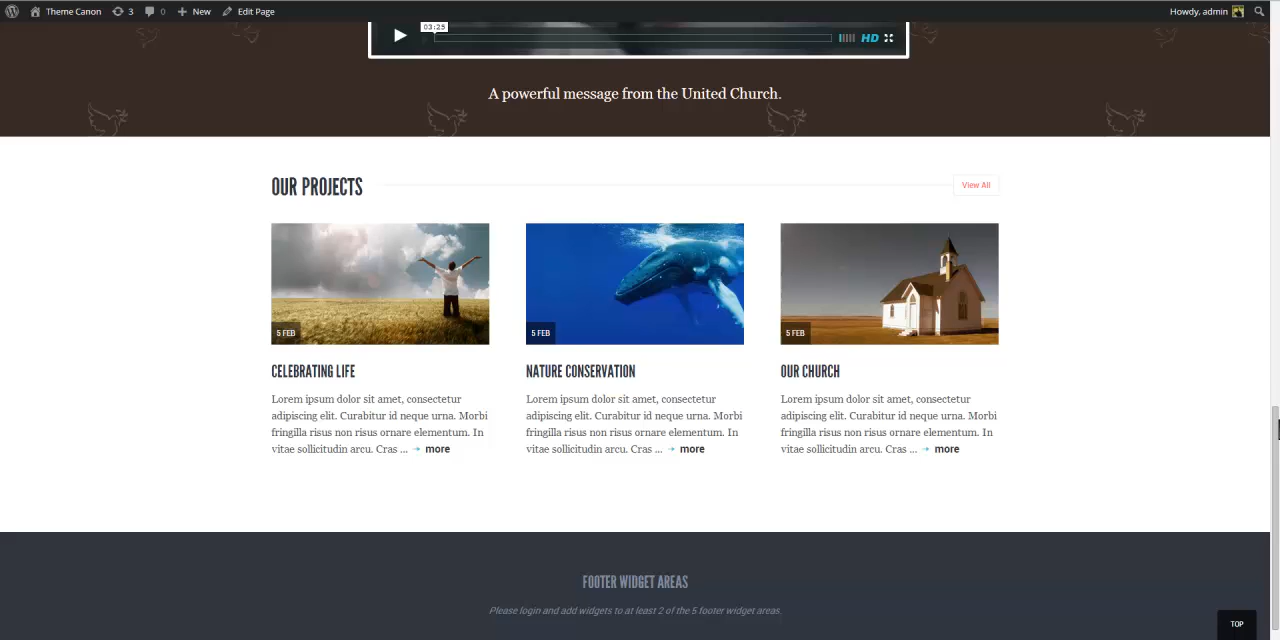 Theme Canon 3 0 New Edit Page Howdy, admin
03:25
HD
A powerful message from the United Church.
OUR PROJECTS View All
5 FEB 5 FEB 5 FEB
CELEBRATING LIFE NATURE CONSERVATION OUR CHURCH
Lorem ipsum dolor sit amet, consectetur
adipiscing elit. Curabitur id neque urna. Morbi
fringilla risus non risus ornare elementum. In
vitae sollicitudin arcu. Cras ... → more
Lorem ipsum dolor sit amet, consectetur
adipiscing elit. Curabitur id neque urna. Morbi
fringilla risus non risus ornare elementum. In
vitae sollicitudin arcu. Cras ... → more
Lorem ipsum dolor sit amet, consectetur
adipiscing elit. Curabitur id neque urna. Morbi
fringilla risus non risus ornare elementum. In
vitae sollicitudin arcu. Cras ... → more
FOOTER WIDGET AREAS
Please login and add widgets to at least 2 of the 5 footer widget areas.
TOP